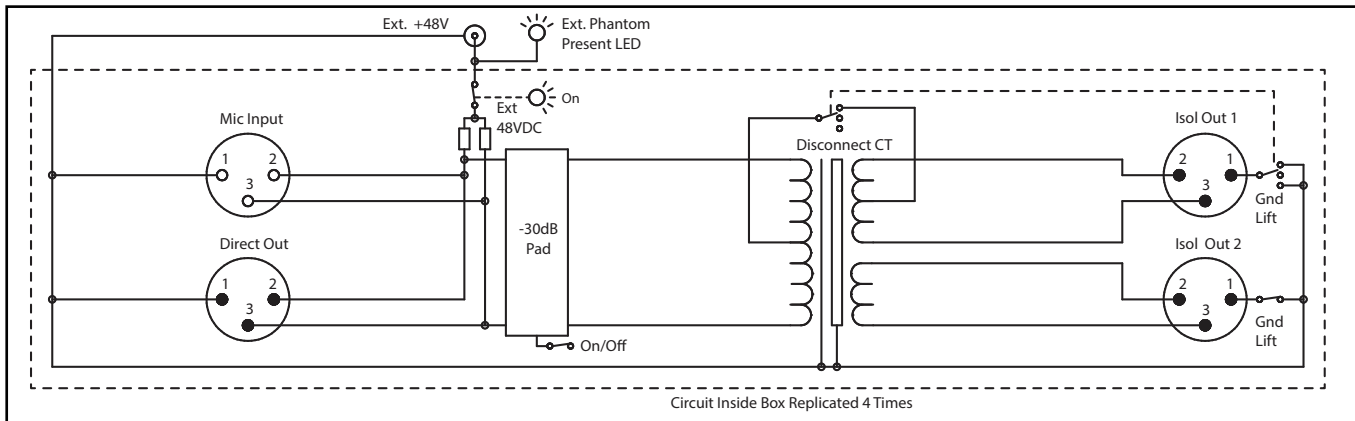 Ext. +48V
Ext. Phantom
Present LED
On
Ext
48VDC
Mic Input
1
2
3
Direct Out
1
2
3
-30dB
Pad
On/Off
Disconnect CT
Isol Out 1
2
1
3
Gnd
Lift
Isol Out 2
2
1
3
Gnd
Lift
Circuit Inside Box Replicated 4 Times